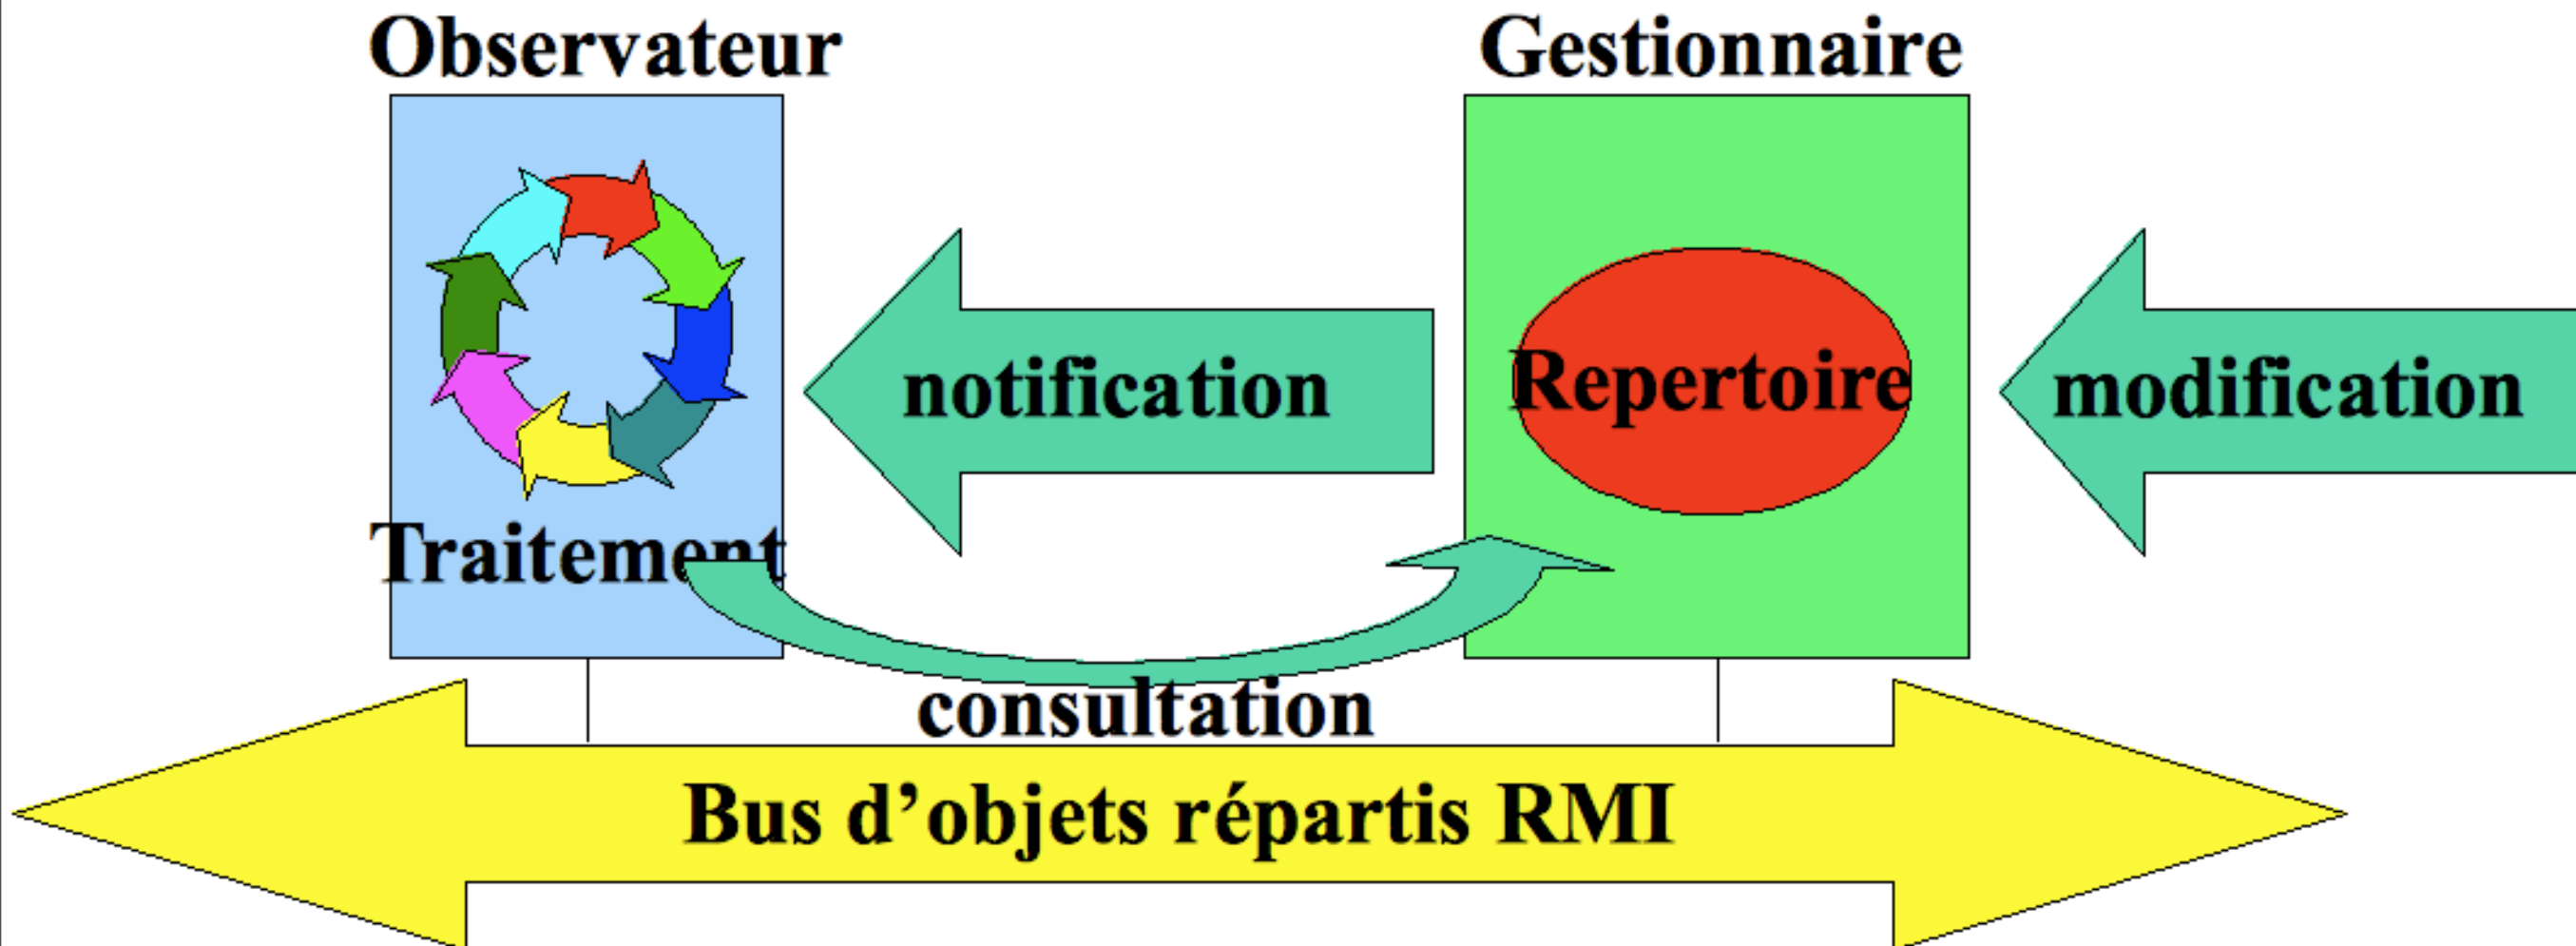 Observateur
Gestionnaire
notification
Repertoire
modification
Traitement
consultation
Bus d’objets répartis RMI